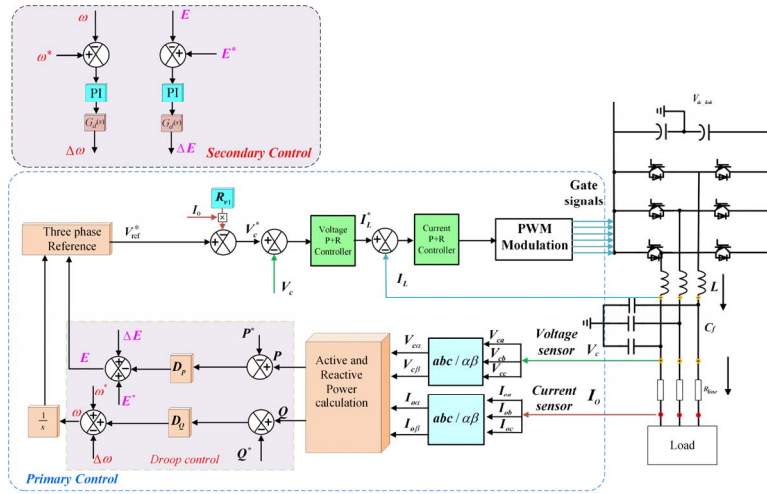 ω
E
ω*
E*
PI
PI
G_d(s)
G_d(s)
Δω
ΔE
Secondary Control
V_dc_link
R_v1
I_o
×
Gate
signals
Three phase
Reference
V*_ref
V*_c
Voltage
P+R
Controller
I*_L
Current
P+R
Controller
PWM
Modulation
V_c
I_L
L
C_f
ΔE
P*
E
D_p
P
E*
Active and
Reactive
Power
calculation
V_cα
V_cβ
abc / αβ
V_ca
V_cb
V_cc
Voltage
sensor
V_c
ω*
1/s
ω
D_Q
Q
I_oα
I_oβ
abc / αβ
I_oa
I_ob
I_oc
Current
sensor
I_O
R_line
Δω
Droop control
Q*
Load
Primary Control